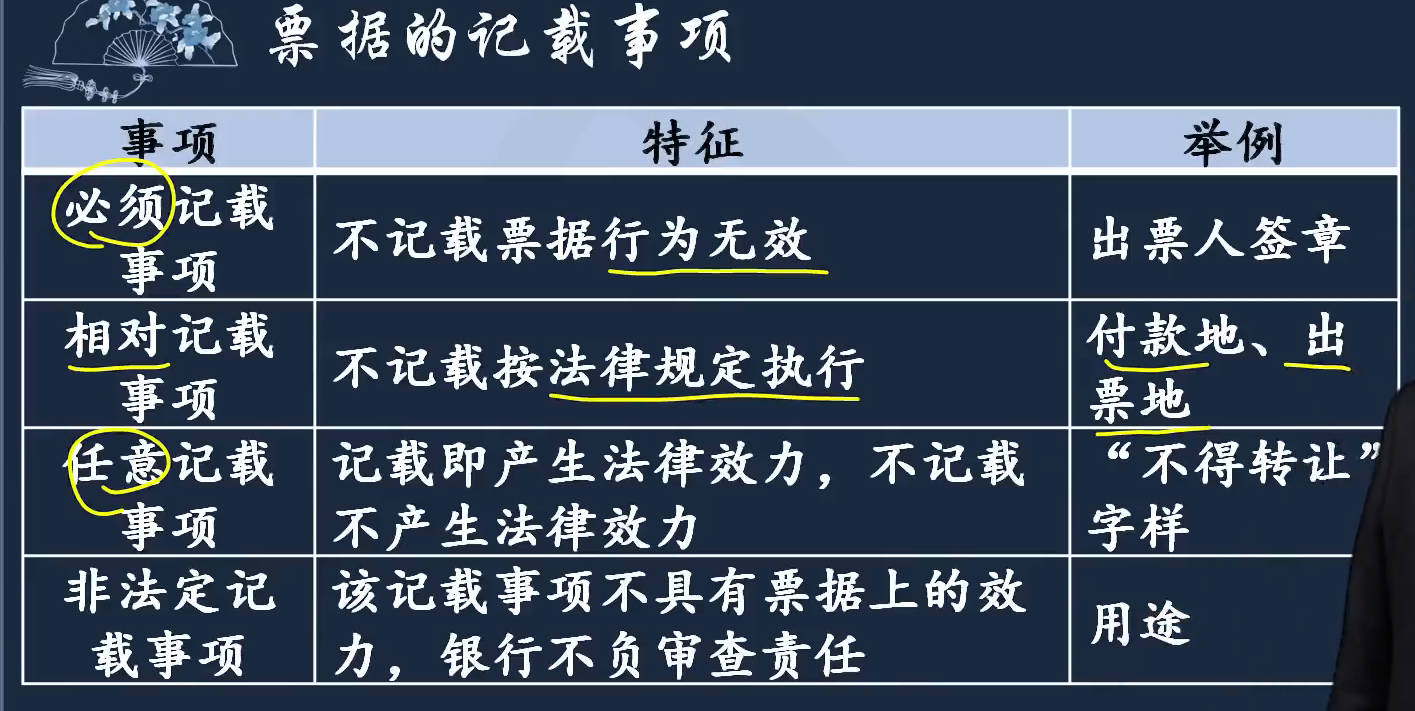 票据的记载事项
事项 特征 举例
必须记载
事项
不记载票据行为无效
出票人签章
相对记载
事项
不记载按法律规定执行
付款地、出
票地
任意记载
事项
记载即产生法律效力，不记载
不产生法律效力
“不得转让”
字样
非法定记
载事项
该记载事项不具有票据上的效
力，银行不负审查责任
用途